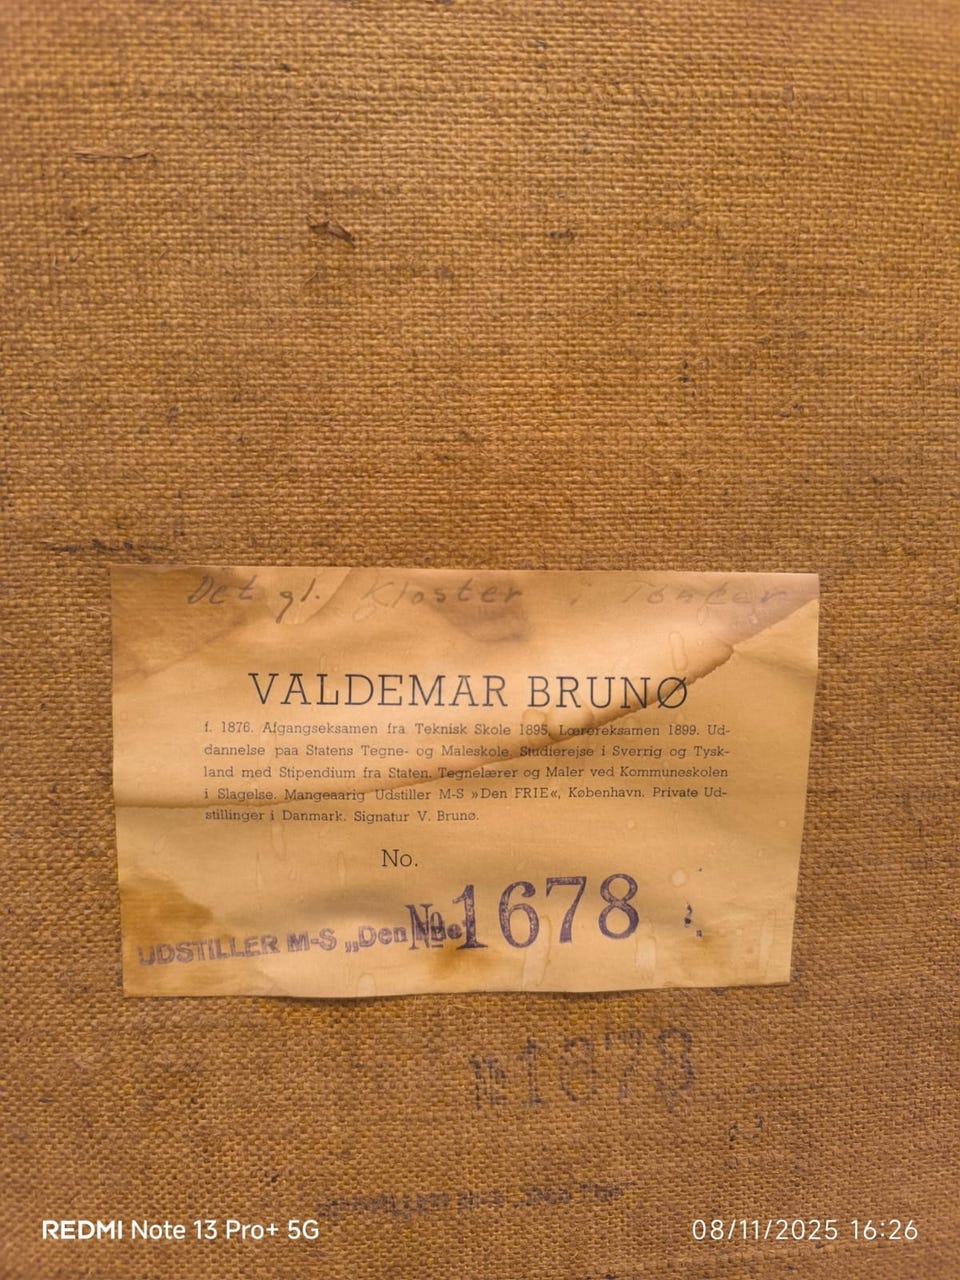 Det gl. Kloster i Tønder
VALDEMAR BRUNØ
f. 1876. Afgangseksamen fra Teknisk Skole 1895, Lærereksamen 1899. Ud-
dannelse paa Statens Tegne- og Maleskole. Studierejse i Sverrig og Tysk-
land med Stipendium fra Staten. Tegnelærer og Maler ved Kommuneskolen
i Slagelse. Mangeaarig Udstiller M-S »Den FRIE«, København. Private Ud-
stillinger i Danmark. Signatur V. Brunø.
No.
№ 1678
UDSTILLER M-S „Den
№ 1678
REDMI Note 13 Pro+ 5G
08/11/2025 16:26